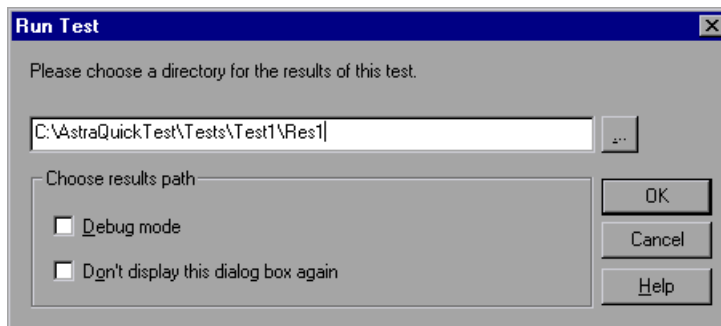 Run Test
Please choose a directory for the results of this test.
C:\AstraQuickTest\Tests\Test1\Res1
...
Choose results path
Debug mode
Don't display this dialog box again
OK
Cancel
Help